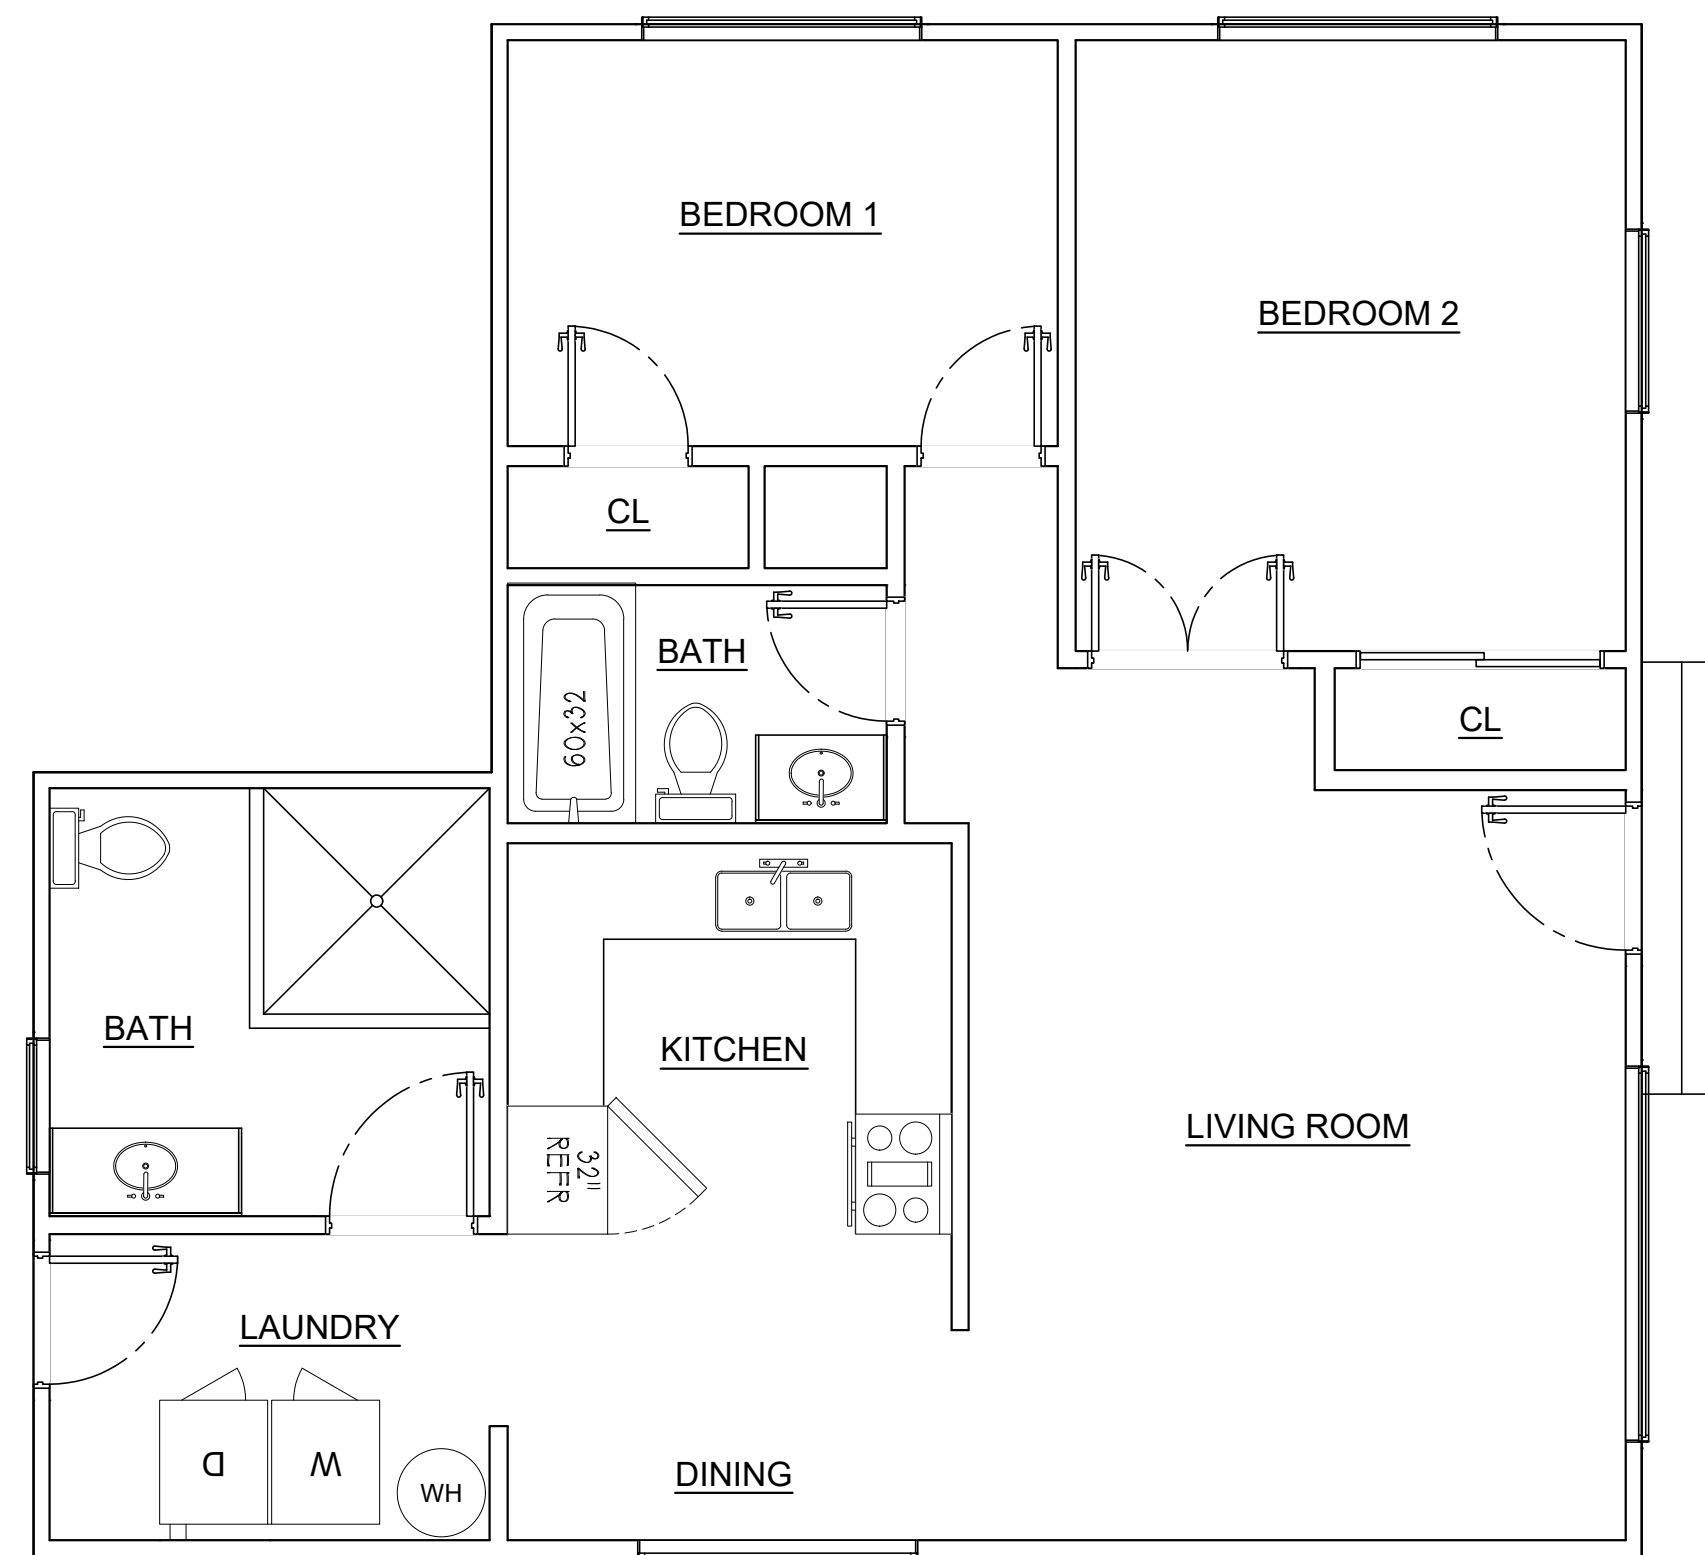 BEDROOM 1
BEDROOM 2
CL
BATH
60x32
CL
BATH
KITCHEN
LIVING ROOM
32"
REFR
LAUNDRY
D
W
WH
DINING